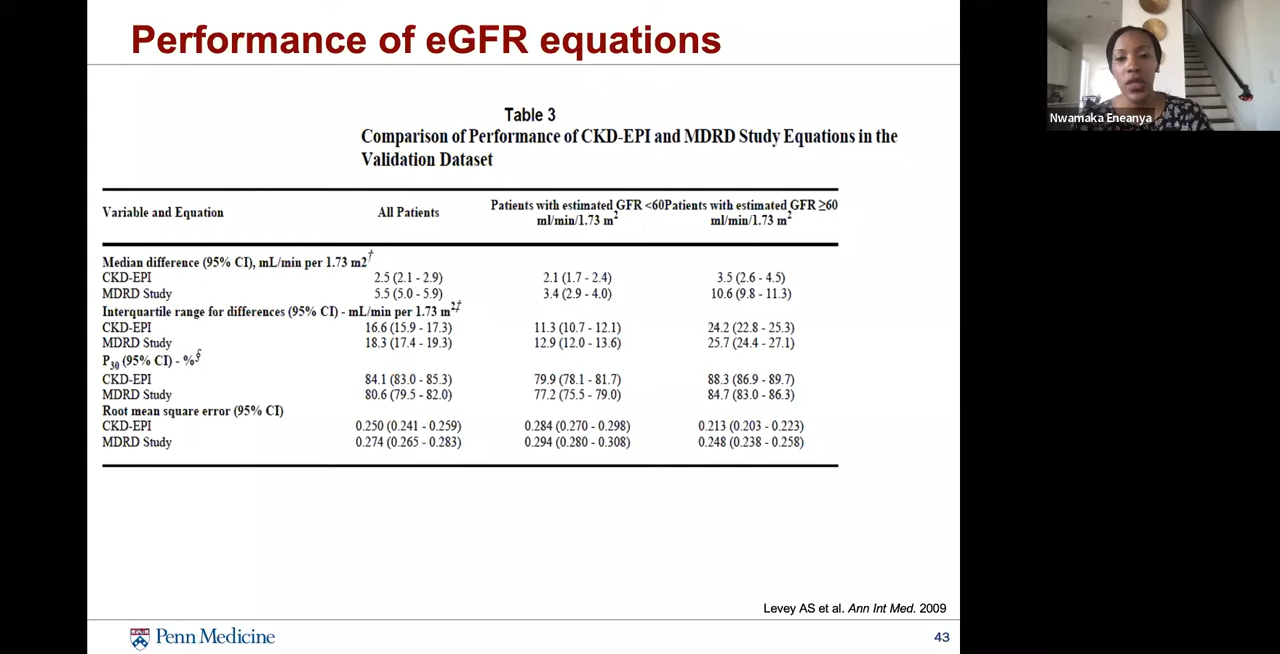 Performance of eGFR equations
Nwamaka Eneanya
Table 3
Comparison of Performance of CKD-EPI and MDRD Study Equations in the
Validation Dataset
Variable and Equation All Patients Patients with estimated GFR <60 ml/min/1.73 m² Patients with estimated GFR ≥60 ml/min/1.73 m²
Median difference (95% CI), mL/min per 1.73 m2†
CKD-EPI 2.5 (2.1 - 2.9) 2.1 (1.7 - 2.4) 3.5 (2.6 - 4.5)
MDRD Study 5.5 (5.0 - 5.9) 3.4 (2.9 - 4.0) 10.6 (9.8 - 11.3)
Interquartile range for differences (95% CI) - mL/min per 1.73 m²‡
CKD-EPI 16.6 (15.9 - 17.3) 11.3 (10.7 - 12.1) 24.2 (22.8 - 25.3)
MDRD Study 18.3 (17.4 - 19.3) 12.9 (12.0 - 13.6) 25.7 (24.4 - 27.1)
P30 (95% CI) - %§
CKD-EPI 84.1 (83.0 - 85.3) 79.9 (78.1 - 81.7) 88.3 (86.9 - 89.7)
MDRD Study 80.6 (79.5 - 82.0) 77.2 (75.5 - 79.0) 84.7 (83.0 - 86.3)
Root mean square error (95% CI)
CKD-EPI 0.250 (0.241 - 0.259) 0.284 (0.270 - 0.298) 0.213 (0.203 - 0.223)
MDRD Study 0.274 (0.265 - 0.283) 0.294 (0.280 - 0.308) 0.248 (0.238 - 0.258)
Levey AS et al. Ann Int Med. 2009
Penn Medicine
43